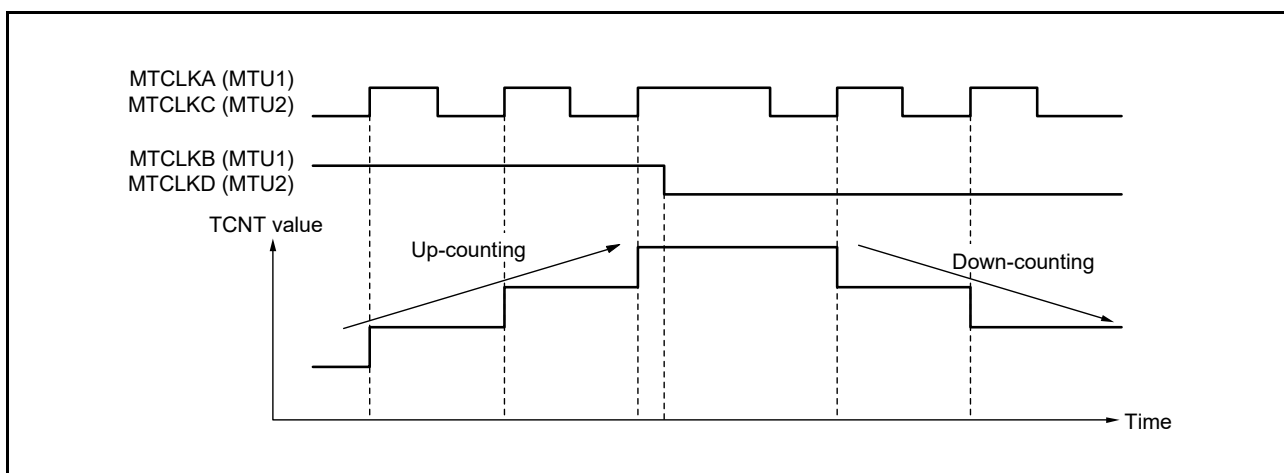 MTCLKA (MTU1)
MTCLKC (MTU2)
MTCLKB (MTU1)
MTCLKD (MTU2)
TCNT value
Up-counting
Down-counting
Time